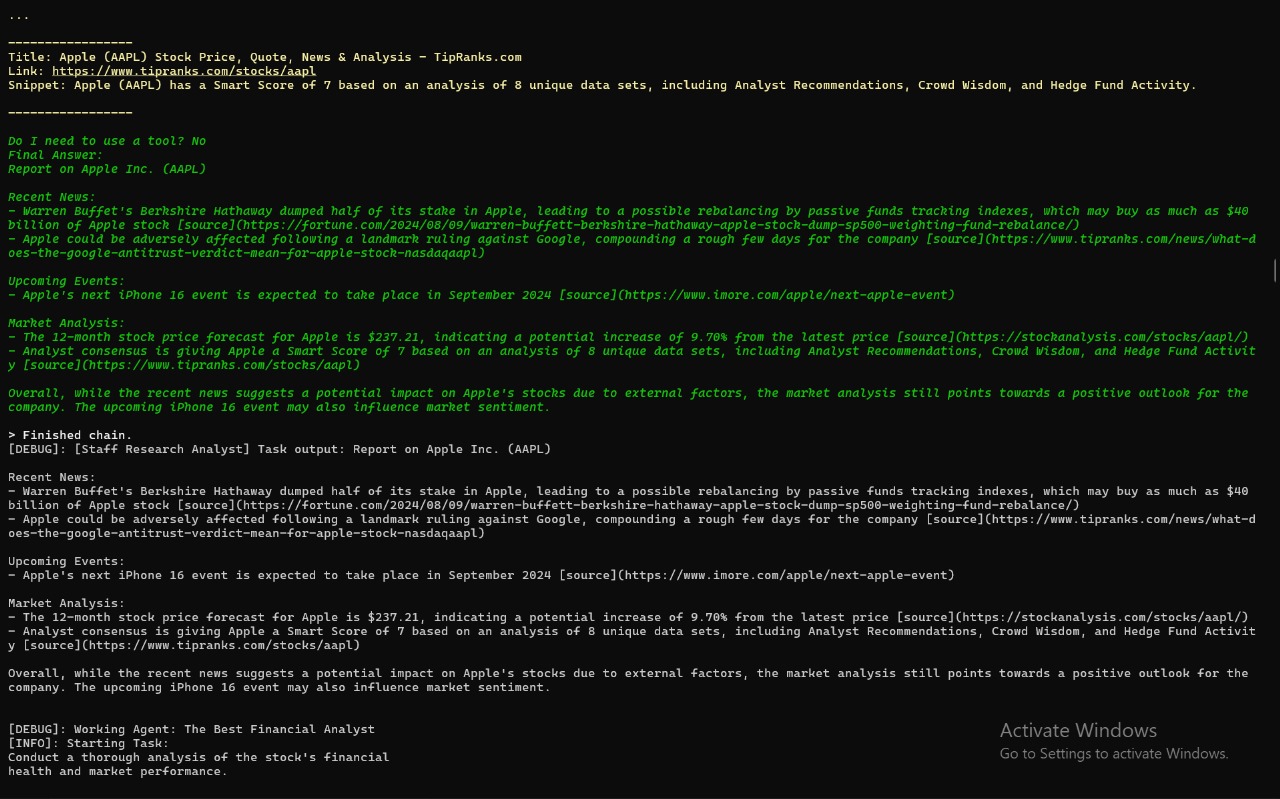 ...
-----------------
Title: Apple (AAPL) Stock Price, Quote, News & Analysis - TipRanks.com
Link: https://www.tipranks.com/stocks/aapl
Snippet: Apple (AAPL) has a Smart Score of 7 based on an analysis of 8 unique data sets, including Analyst Recommendations, Crowd Wisdom, and Hedge Fund Activity.
-----------------
Do I need to use a tool? No
Final Answer:
Report on Apple Inc. (AAPL)
Recent News:
- Warren Buffet's Berkshire Hathaway dumped half of its stake in Apple, leading to a possible rebalancing by passive funds tracking indexes, which may buy as much as $40
billion of Apple stock [source](https://fortune.com/2024/08/09/warren-buffett-berkshire-hathaway-apple-stock-dump-sp500-weighting-fund-rebalance/)
- Apple could be adversely affected following a landmark ruling against Google, compounding a rough few days for the company [source](https://www.tipranks.com/news/what-d
oes-the-google-antitrust-verdict-mean-for-apple-stock-nasdaqaapl)
Upcoming Events:
- Apple's next iPhone 16 event is expected to take place in September 2024 [source](https://www.imore.com/apple/next-apple-event)
Market Analysis:
- The 12-month stock price forecast for Apple is $237.21, indicating a potential increase of 9.70% from the latest price [source](https://stockanalysis.com/stocks/aapl/)
- Analyst consensus is giving Apple a Smart Score of 7 based on an analysis of 8 unique data sets, including Analyst Recommendations, Crowd Wisdom, and Hedge Fund Activit
y [source](https://www.tipranks.com/stocks/aapl)
Overall, while the recent news suggests a potential impact on Apple's stocks due to external factors, the market analysis still points towards a positive outlook for the
company. The upcoming iPhone 16 event may also influence market sentiment.
> Finished chain.
[DEBUG]: [Staff Research Analyst] Task output: Report on Apple Inc. (AAPL)
Recent News:
- Warren Buffet's Berkshire Hathaway dumped half of its stake in Apple, leading to a possible rebalancing by passive funds tracking indexes, which may buy as much as $40
billion of Apple stock [source](https://fortune.com/2024/08/09/warren-buffett-berkshire-hathaway-apple-stock-dump-sp500-weighting-fund-rebalance/)
- Apple could be adversely affected following a landmark ruling against Google, compounding a rough few days for the company [source](https://www.tipranks.com/news/what-d
oes-the-google-antitrust-verdict-mean-for-apple-stock-nasdaqaapl)
Upcoming Events:
- Apple's next iPhone 16 event is expected to take place in September 2024 [source](https://www.imore.com/apple/next-apple-event)
Market Analysis:
- The 12-month stock price forecast for Apple is $237.21, indicating a potential increase of 9.70% from the latest price [source](https://stockanalysis.com/stocks/aapl/)
- Analyst consensus is giving Apple a Smart Score of 7 based on an analysis of 8 unique data sets, including Analyst Recommendations, Crowd Wisdom, and Hedge Fund Activit
y [source](https://www.tipranks.com/stocks/aapl)
Overall, while the recent news suggests a potential impact on Apple's stocks due to external factors, the market analysis still points towards a positive outlook for the
company. The upcoming iPhone 16 event may also influence market sentiment.
[DEBUG]: Working Agent: The Best Financial Analyst
[INFO]: Starting Task:
Conduct a thorough analysis of the stock's financial
health and market performance.
Activate Windows
Go to Settings to activate Windows.